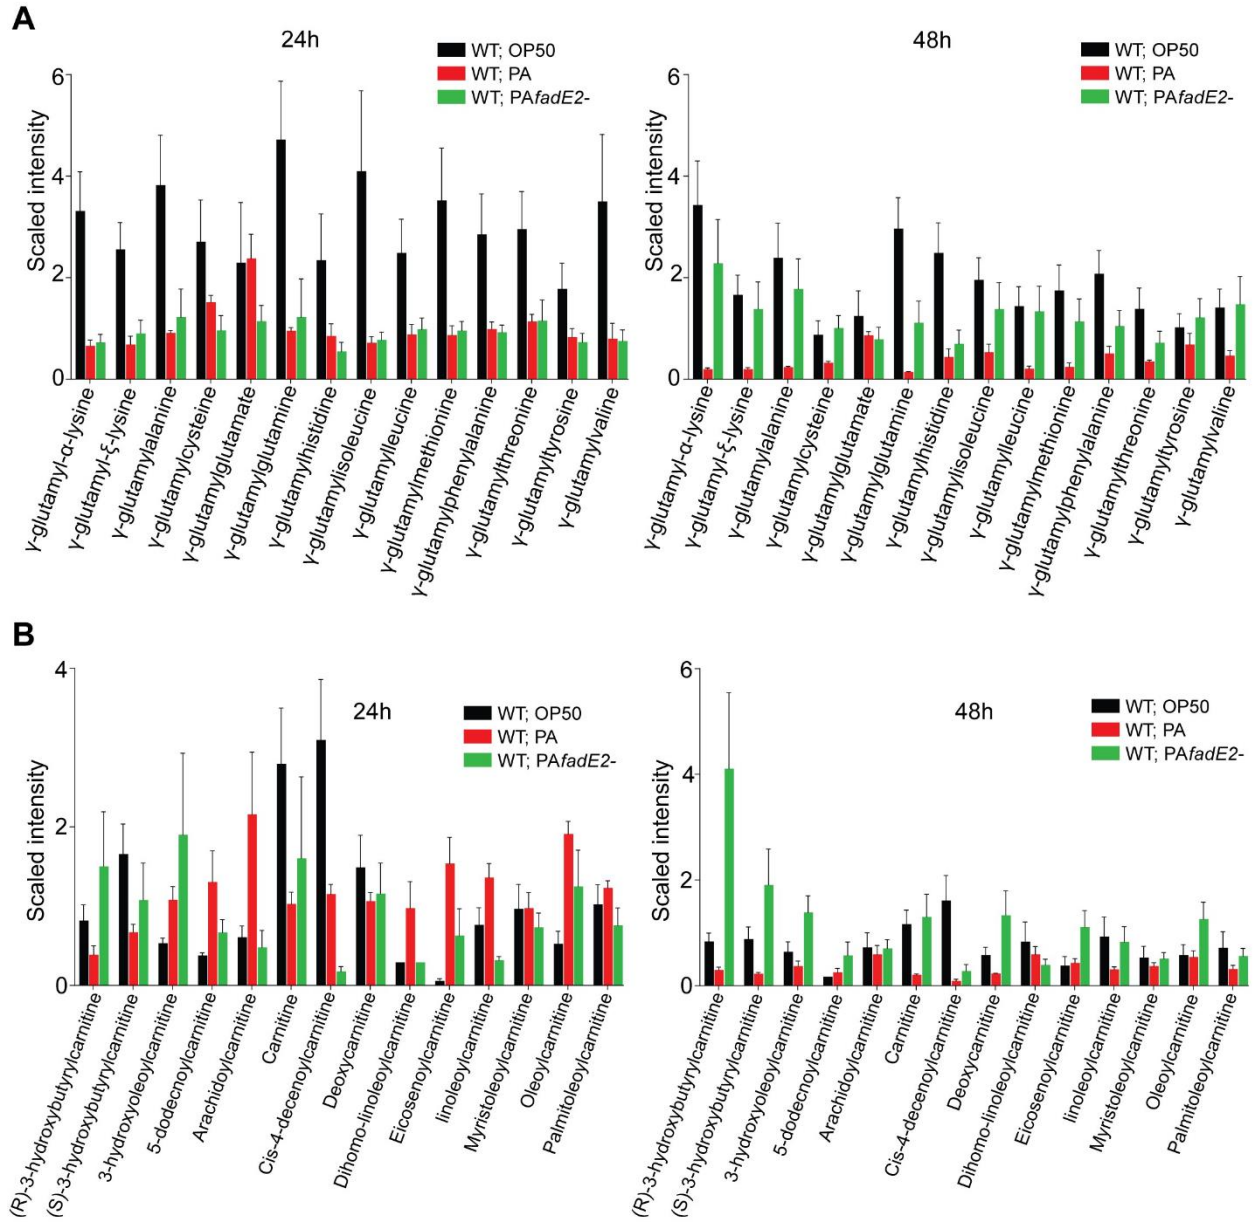 A
24h
WT; OP50
WT; PA
WT; PAfadE2-
Scaled intensity
6
4
2
0
γ-glutamyl-α-lysine
γ-glutamyl-ξ-lysine
γ-glutamylalanine
γ-glutamylcysteine
γ-glutamylglutamate
γ-glutamylglutamine
γ-glutamylhistidine
γ-glutamylisoleucine
γ-glutamylleucine
γ-glutamylmethionine
γ-glutamylphenylalanine
γ-glutamylthreonine
γ-glutamyltyrosine
γ-glutamylvaline
48h
WT; OP50
WT; PA
WT; PAfadE2-
Scaled intensity
6
4
2
0
γ-glutamyl-α-lysine
γ-glutamyl-ξ-lysine
γ-glutamylalanine
γ-glutamylcysteine
γ-glutamylglutamate
γ-glutamylglutamine
γ-glutamylhistidine
γ-glutamylisoleucine
γ-glutamylleucine
γ-glutamylmethionine
γ-glutamylphenylalanine
γ-glutamylthreonine
γ-glutamyltyrosine
γ-glutamylvaline
B
24h
WT; OP50
WT; PA
WT; PAfadE2-
Scaled intensity
4
2
0
(R)-3-hydroxybutyrylcarnitine
(S)-3-hydroxybutyrylcarnitine
3-hydroxyoleoylcarnitine
5-dodecnoylcarnitine
Arachidoylcarnitine
Carnitine
Cis-4-decenoylcarnitine
Deoxycarnitine
Dihomo-linoleoylcarnitine
Eicosenoylcarnitine
linoleoylcarnitine
Myristoleoylcarnitine
Oleoylcarnitine
Palmitoleoylcarnitine
48h
WT; OP50
WT; PA
WT; PAfadE2-
Scaled intensity
6
4
2
0
(R)-3-hydroxybutyrylcarnitine
(S)-3-hydroxybutyrylcarnitine
3-hydroxyoleoylcarnitine
5-dodecnoylcarnitine
Arachidoylcarnitine
Carnitine
Cis-4-decenoylcarnitine
Deoxycarnitine
Dihomo-linoleoylcarnitine
Eicosenoylcarnitine
linoleoylcarnitine
Myristoleoylcarnitine
Oleoylcarnitine
Palmitoleoylcarnitine